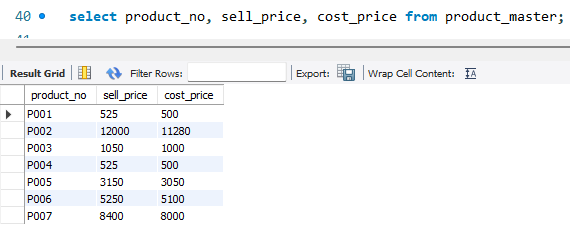 40 select product_no, sell_price, cost_price from product_master;
Result Grid Filter Rows: Export: Wrap Cell Content: IA
product_no sell_price cost_price
P001 525 500
P002 12000 11280
P003 1050 1000
P004 525 500
P005 3150 3050
P006 5250 5100
P007 8400 8000